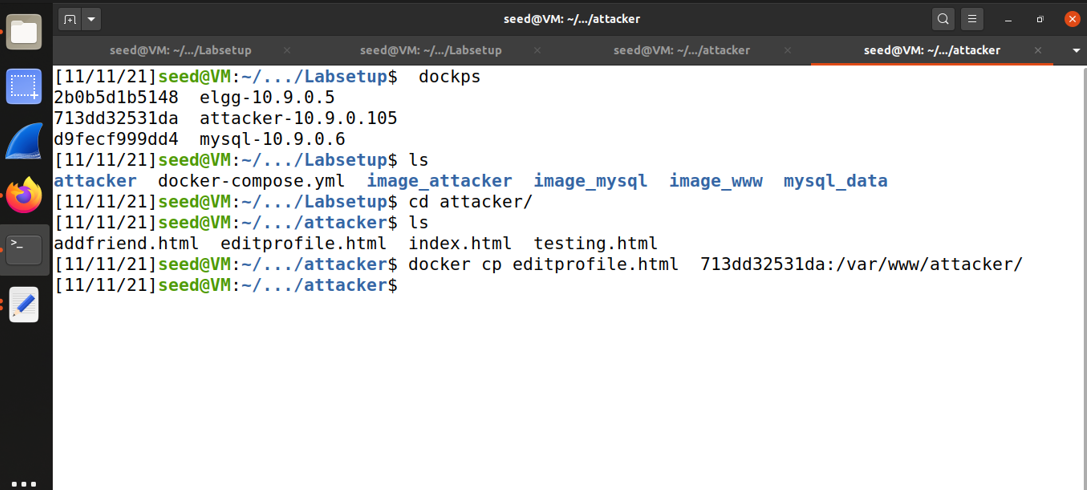 seed@VM: ~/.../attacker
seed@VM: ~/.../Labsetup × seed@VM: ~/.../Labsetup × seed@VM: ~/.../attacker × seed@VM: ~/.../attacker ×
[11/11/21]seed@VM:~/.../Labsetup$  dockps
2b0b5d1b5148  elgg-10.9.0.5
713dd32531da  attacker-10.9.0.105
d9fecf999dd4  mysql-10.9.0.6
[11/11/21]seed@VM:~/.../Labsetup$ ls
attacker  docker-compose.yml  image_attacker  image_mysql  image_www  mysql_data
[11/11/21]seed@VM:~/.../Labsetup$ cd attacker/
[11/11/21]seed@VM:~/.../attacker$ ls
addfriend.html  editprofile.html  index.html  testing.html
[11/11/21]seed@VM:~/.../attacker$ docker cp editprofile.html  713dd32531da:/var/www/attacker/
[11/11/21]seed@VM:~/.../attacker$